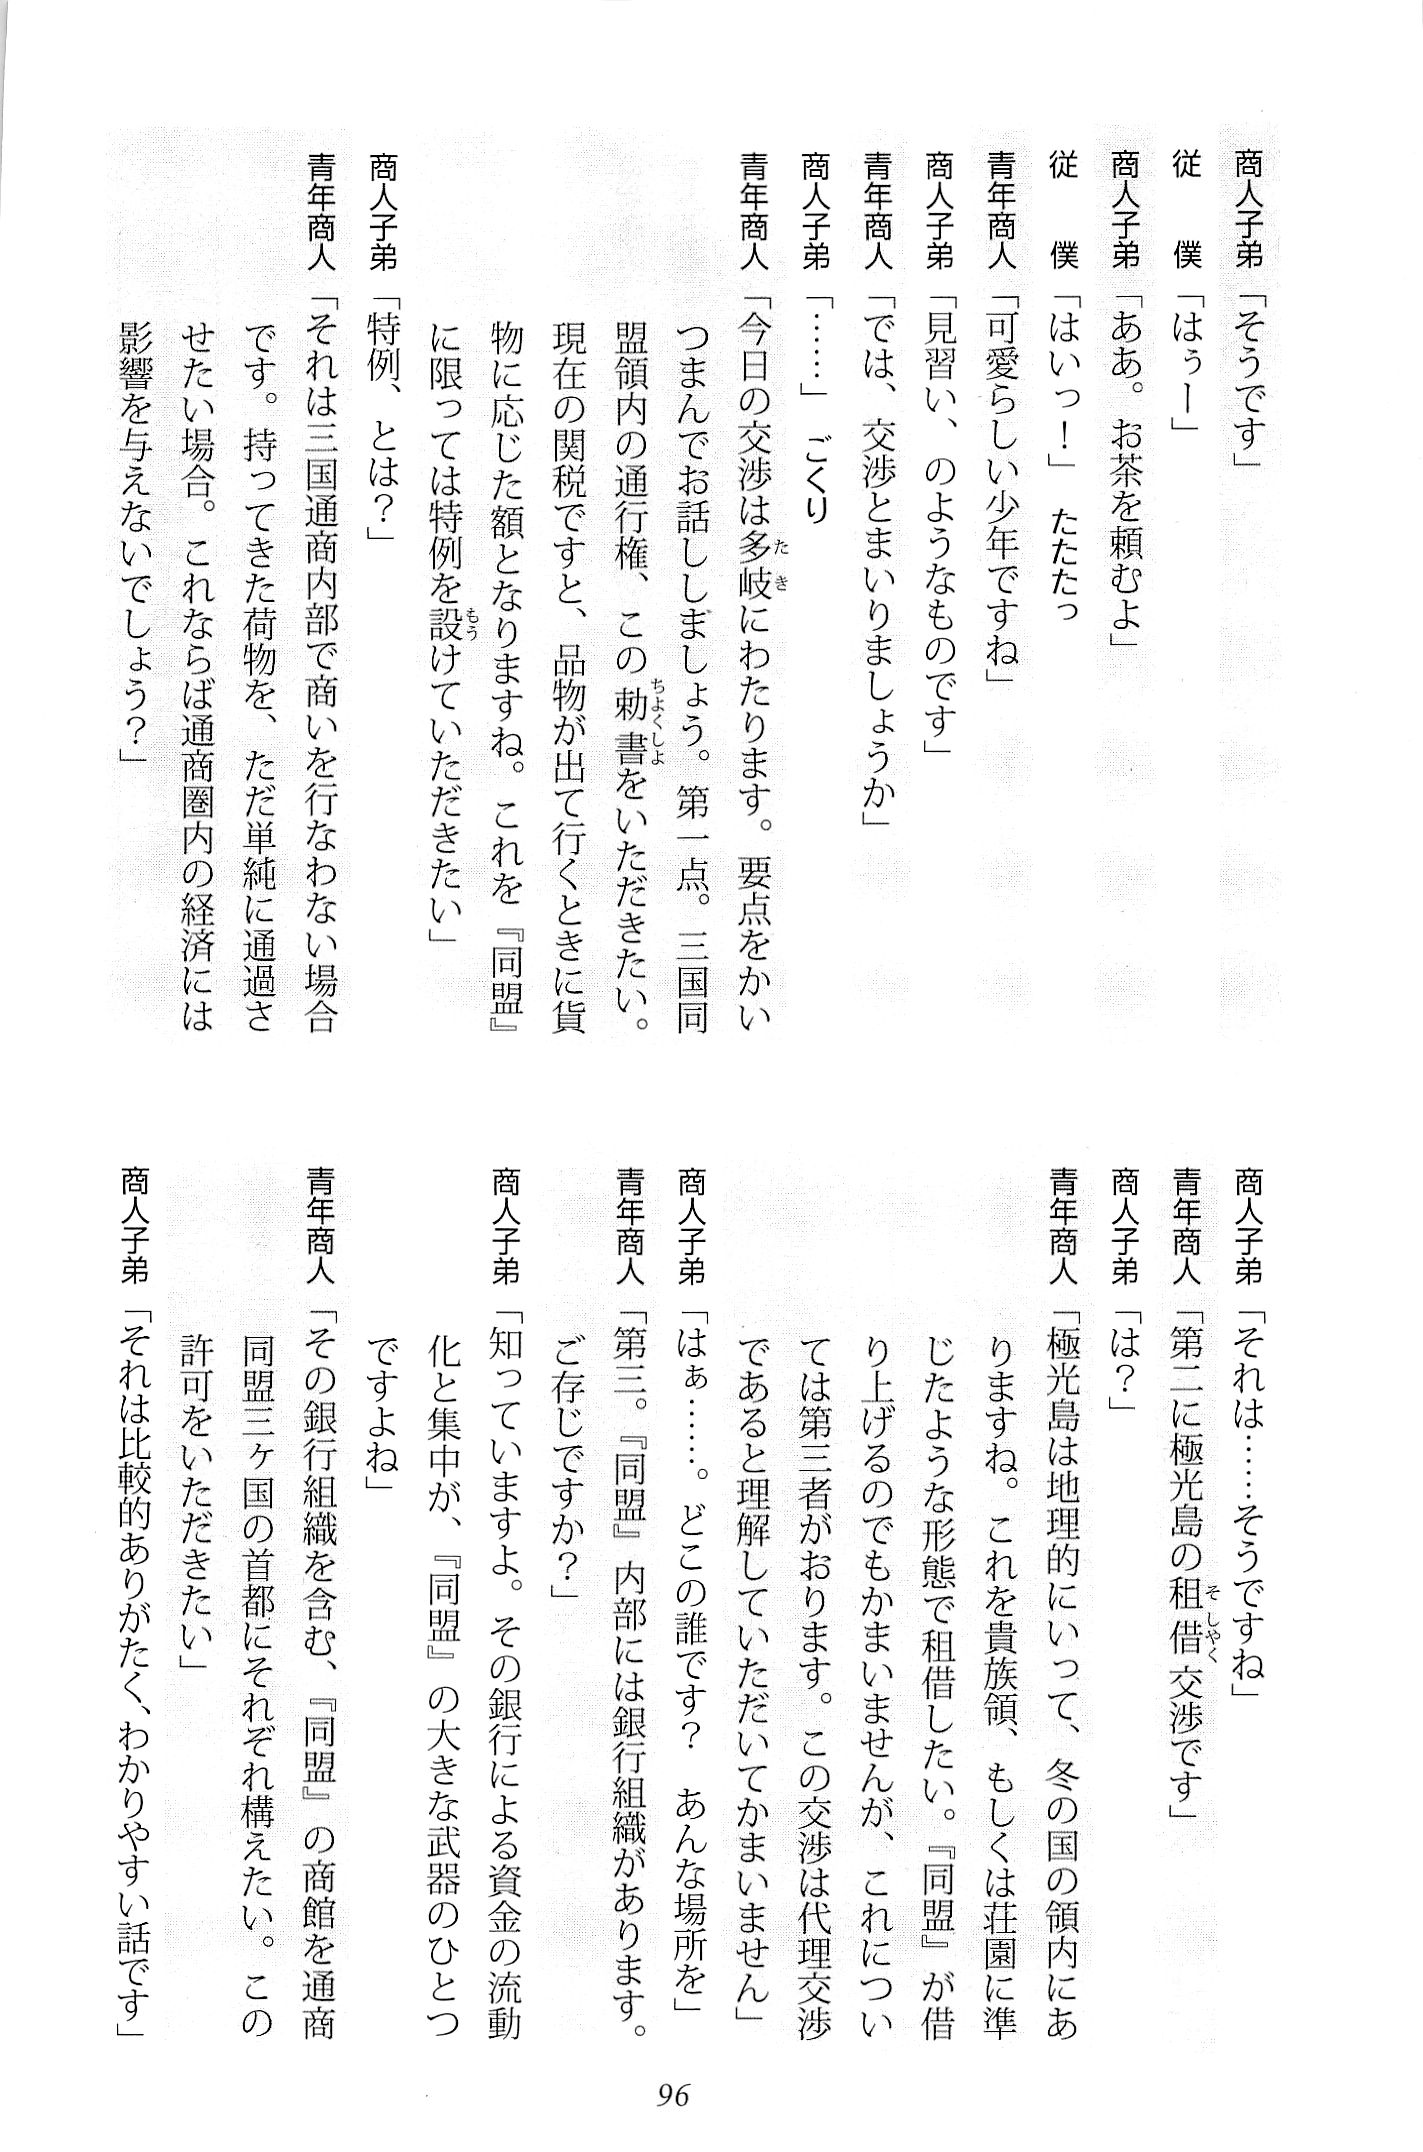 商人子弟「そうです」
従　僕「はぅー」
商人子弟「ああ。お茶を頼むよ」
従　僕「はいっ！」　たたたっ
青年商人「可愛らしい少年ですね」
商人子弟「見習い、のようなものです」
青年商人「では、交渉とまいりましょうか」
商人子弟「……」　ごくり
青年商人「今日の交渉は多岐にわたります。要点をかい
つまんでお話ししましょう。第一点。三国同
盟領内の通行権、この勅書をいただきたい。
現在の関税ですと、品物が出て行くときに貨
物に応じた額となりますね。これを『同盟』
に限っては特例を設けていただきたい」
商人子弟「特例、とは？」
青年商人「それは三国通商内部で商いを行なわない場合
です。持ってきた荷物を、ただ単純に通過さ
せたい場合。これならば通商圏内の経済には
影響を与えないでしょう？」
商人子弟「それは……そうですね」
青年商人「第二に極光島の租借交渉です」
商人子弟「は？」
青年商人「極光島は地理的にいって、冬の国の領内にあ
りますね。これを貴族領、もしくは荘園に準
じたような形態で租借したい。『同盟』が借
り上げるのでもかまいませんが、これについ
ては第三者がおります。この交渉は代理交渉
であると理解していただいてかまいません」
商人子弟「はぁ……。どこの誰です？　あんな場所を」
青年商人「第三。『同盟』内部には銀行組織があります。
ご存じですか？」
商人子弟「知っていますよ。その銀行による資金の流動
化と集中が、『同盟』の大きな武器のひとつ
ですよね」
青年商人「その銀行組織を含む、『同盟』の商館を通商
同盟三ヶ国の首都にそれぞれ構えたい。この
許可をいただきたい」
商人子弟「それは比較的ありがたく、わかりやすい話です」
96